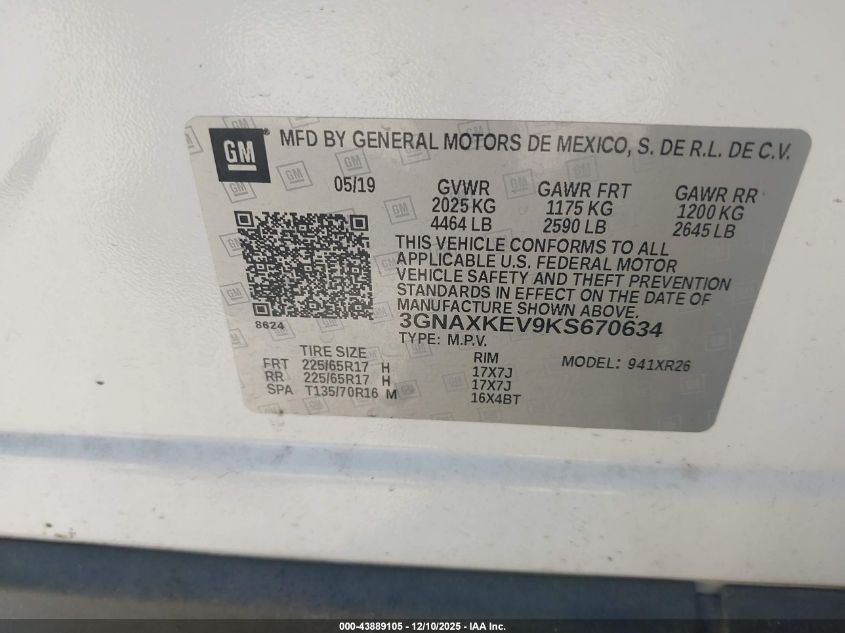 GM ® MFD BY GENERAL MOTORS DE MEXICO, S. DE R.L. DE C.V.
05/19 GVWR GAWR FRT GAWR RR
2025 KG 1175 KG 1200 KG
4464 LB 2590 LB 2645 LB
THIS VEHICLE CONFORMS TO ALL
APPLICABLE U.S. FEDERAL MOTOR
VEHICLE SAFETY AND THEFT PREVENTION
STANDARDS IN EFFECT ON THE DATE OF
MANUFACTURE SHOWN ABOVE.
8624 3GNAXKEV9KS670634
TYPE: M.P.V.
TIRE SIZE RIM MODEL: 941XR26
FRT 225/65R17 H 17X7J
RR 225/65R17 H 17X7J
SPA T135/70R16 M 16X4BT
000-43889105 - 12/10/2025 - IAA Inc.